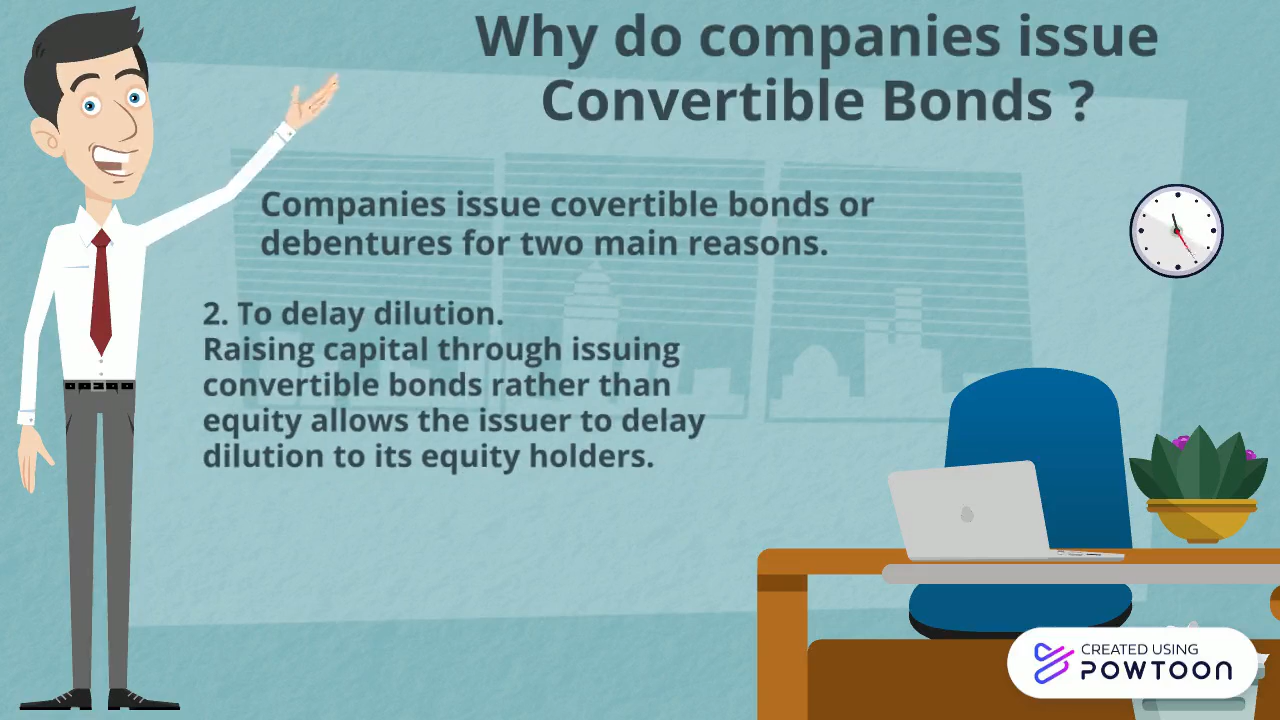 Why do companies issue
Convertible Bonds ?
Companies issue covertible bonds or
debentures for two main reasons.
2. To delay dilution.
Raising capital through issuing
convertible bonds rather than
equity allows the issuer to delay
dilution to its equity holders.
CREATED USING
POWTOON